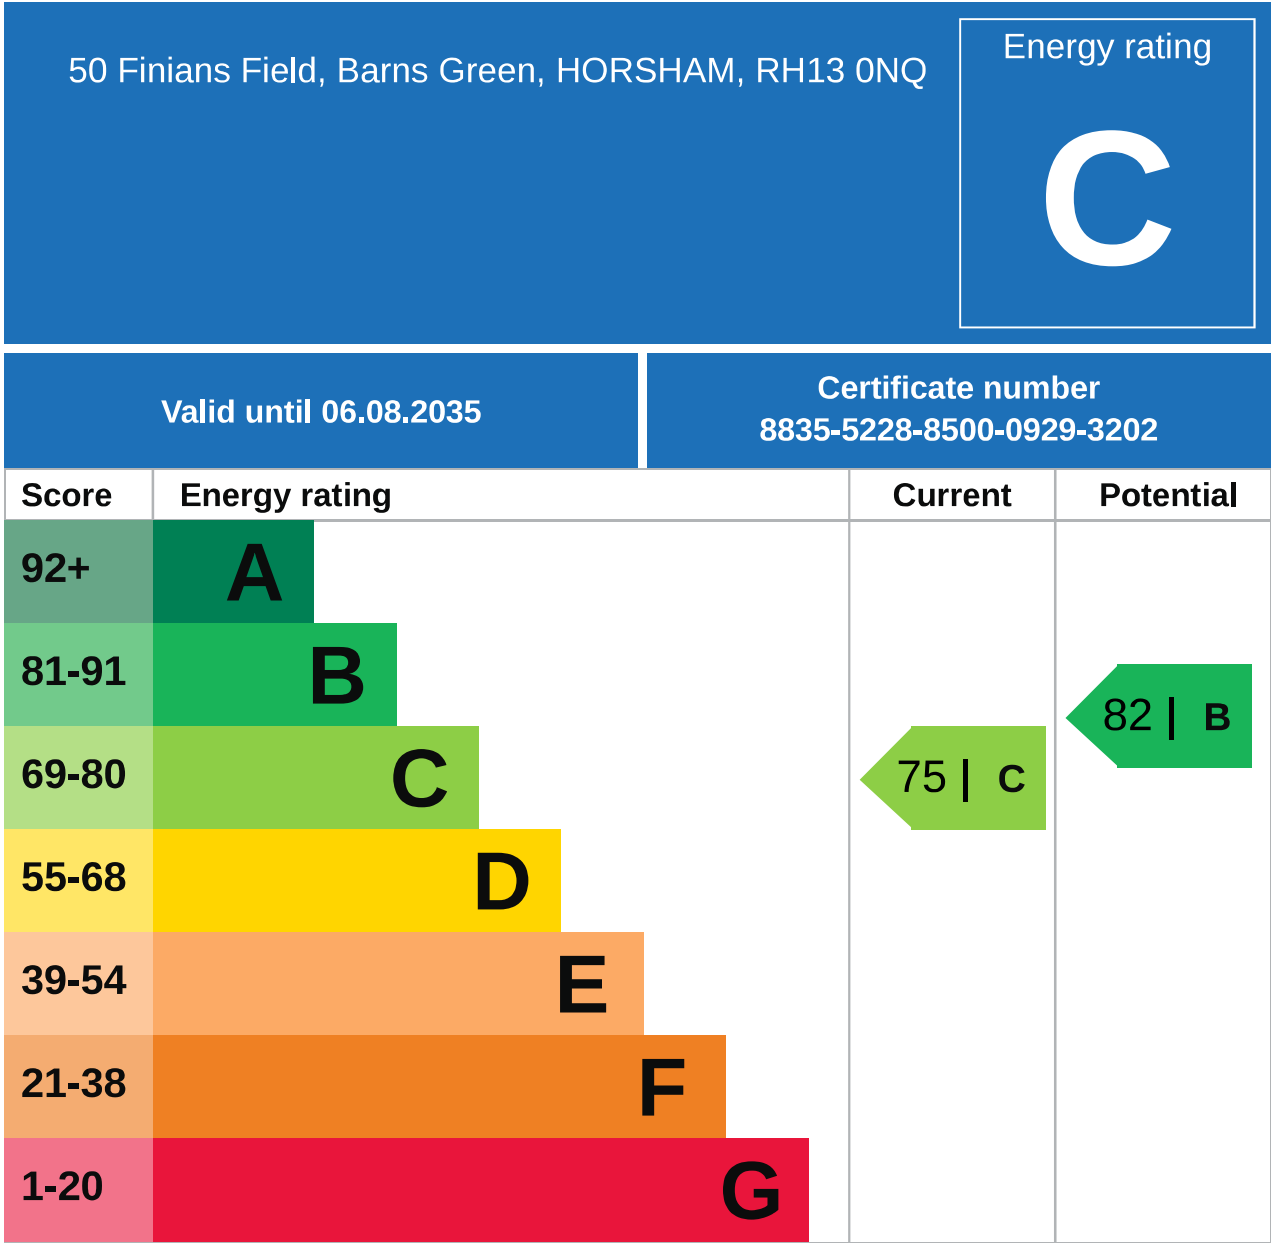 50 Finians Field, Barns Green, HORSHAM, RH13 0NQ
Energy rating
C
Valid until 06.08.2035
Certificate number
8835-5228-8500-0929-3202
Score Energy rating Current Potential
92+ A
81-91 B
82 | B
69-80 C
75 | C
55-68 D
39-54 E
21-38 F
1-20 G